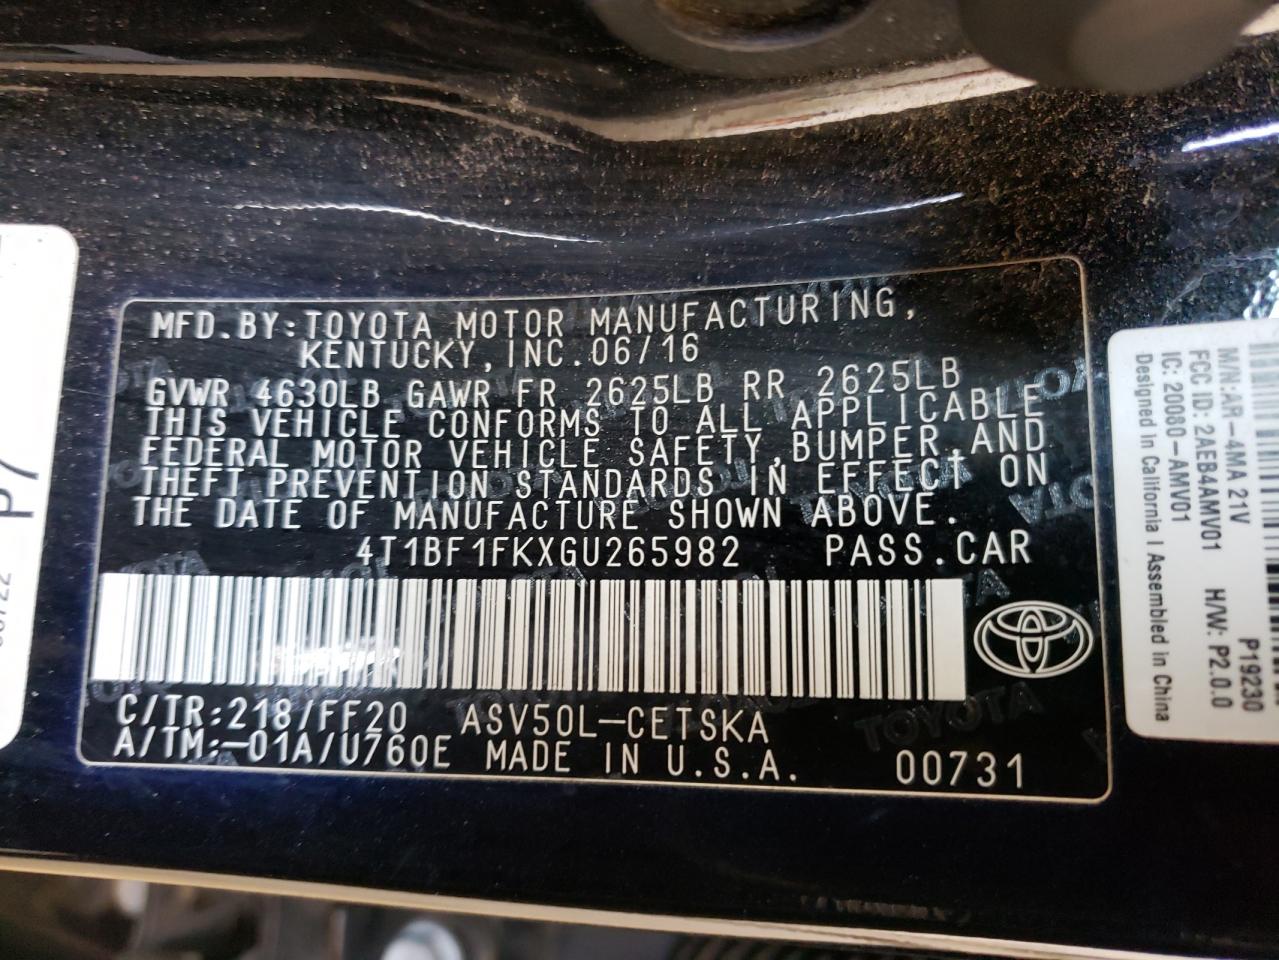 MFD.BY:TOYOTA MOTOR MANUFACTURING,
KENTUCKY,INC.06/16
GVWR 4630LB GAWR FR 2625LB RR 2625LB
THIS VEHICLE CONFORMS TO ALL APPLICABLE
FEDERAL MOTOR VEHICLE SAFETY,BUMPER,AND
THEFT PREVENTION STANDARDS IN EFFECT ON
THE DATE OF MANUFACTURE SHOWN ABOVE.
4T1BF1FKXGU265982 PASS.CAR
C/TR:218/FF20 ASV50L-CETSKA
A/TM:-01A/U760E MADE IN U.S.A.
00731
M/N:AR-4MA 21V
FCC ID: 2AEB4AMV01 H/W: P2.0.0
IC: 20080-AMV01
Designed in California I Assembled in China
P19230
P7
TOYOTA